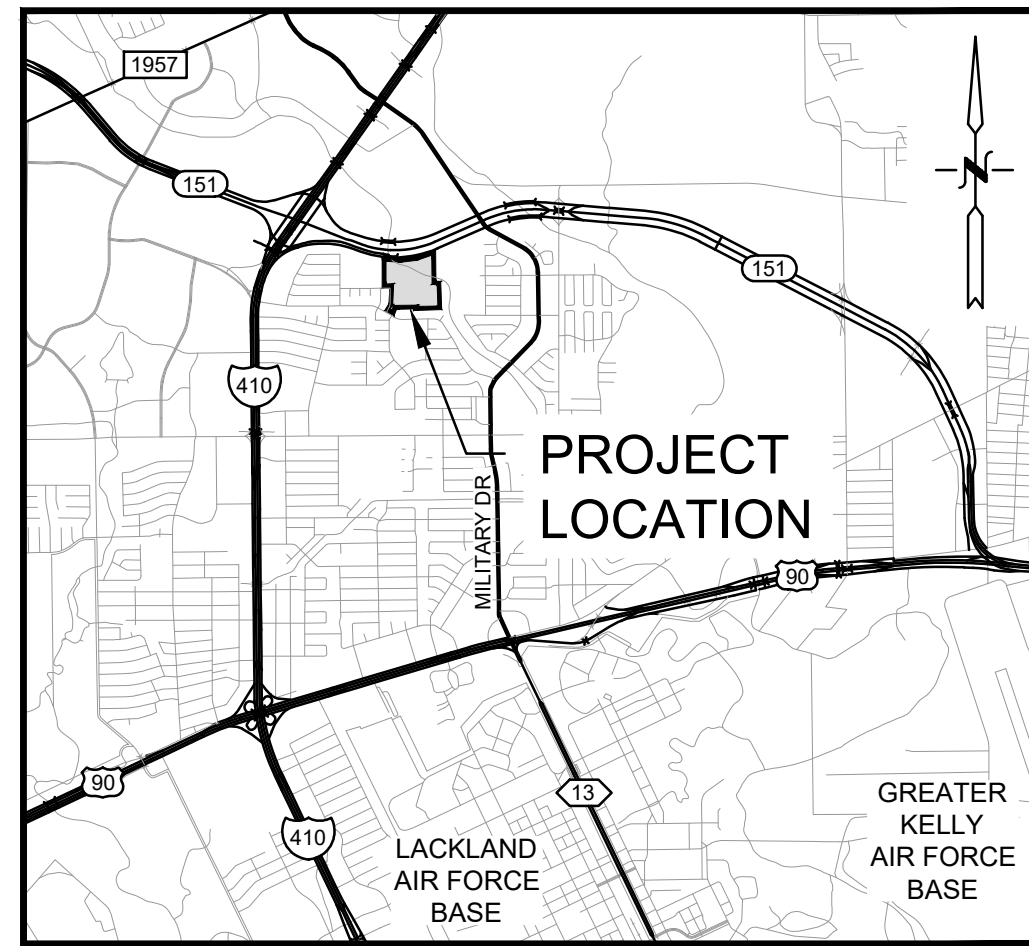 1957
151
N
151
410
PROJECT
LOCATION
MILITARY DR
90
90
13
410
LACKLAND
AIR FORCE
BASE
GREATER
KELLY
AIR FORCE
BASE